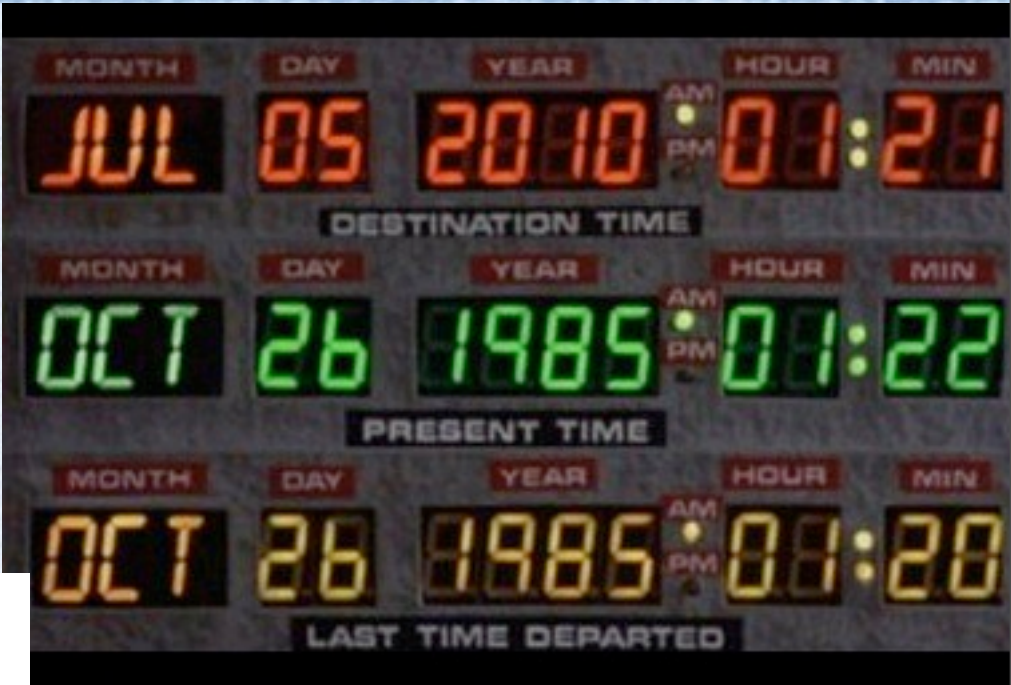 MONTH DAY YEAR HOUR MIN
AM
JUL 05 2010 01:21
PM
DESTINATION TIME
MONTH DAY YEAR HOUR MIN
AM
OCT 26 1985 01:22
PM
PRESENT TIME
MONTH DAY YEAR HOUR MIN
AM
OCT 26 1985 01:20
PM
LAST TIME DEPARTED